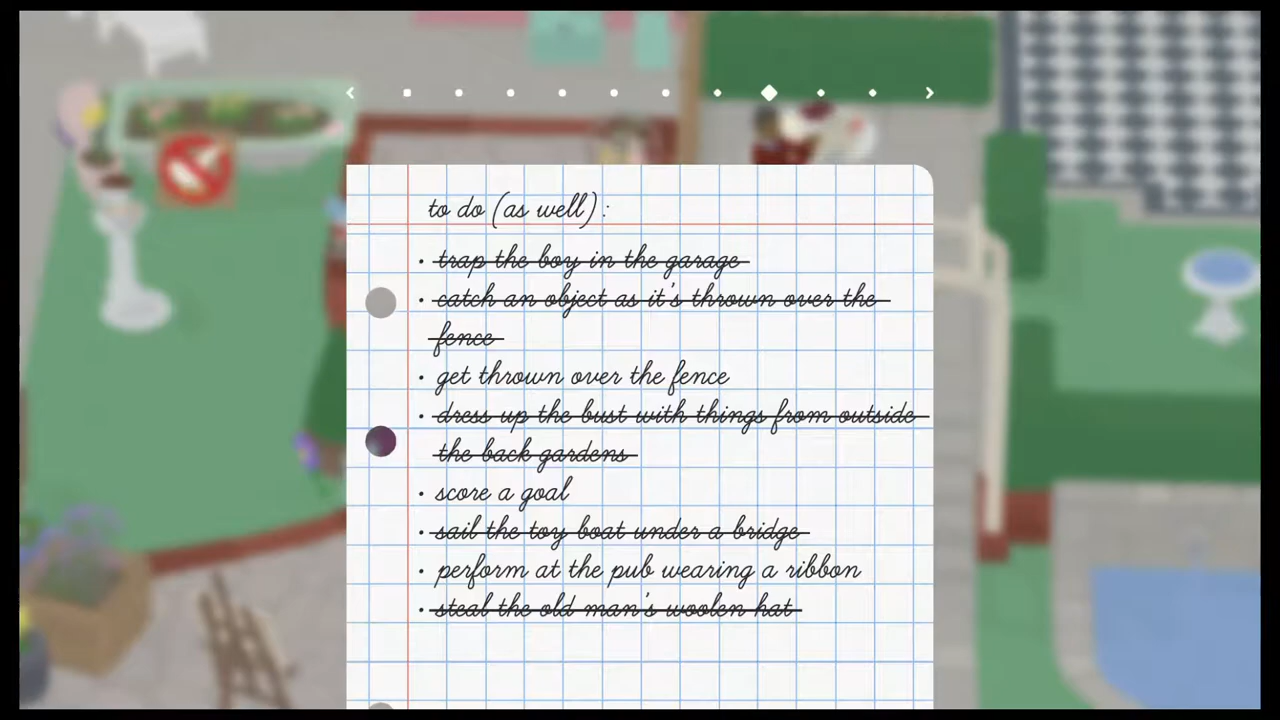 to do (as well):
• trap the boy in the garage
• catch an object as it's thrown over the
fence
• get thrown over the fence
• dress up the bust with things from outside
the back gardens
• score a goal
• sail the toy boat under a bridge
• perform at the pub wearing a ribbon
• steal the old man's woolen hat